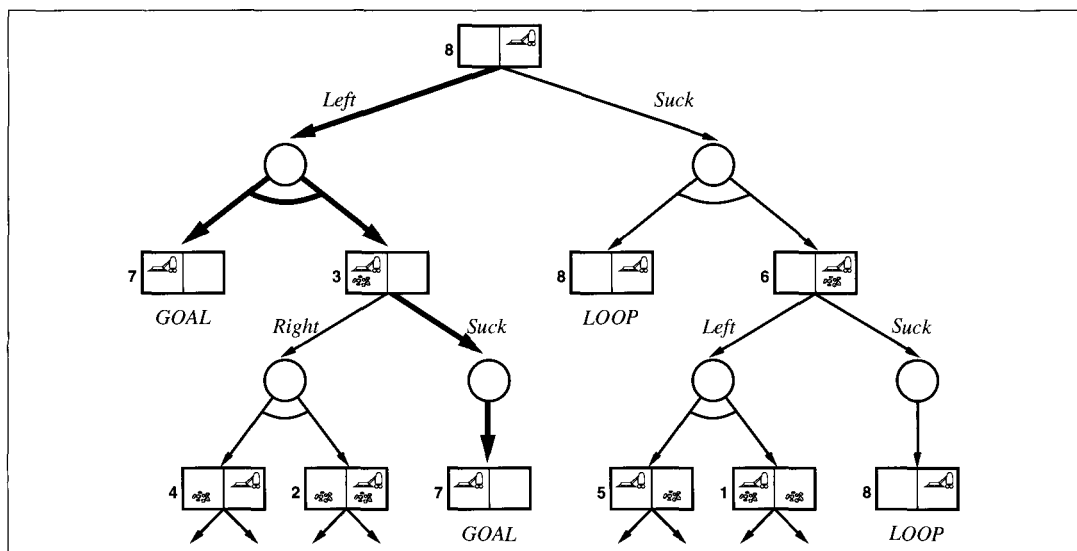 8
Left Suck
7 3 8 6
GOAL LOOP
Right Suck Left Suck
4 2 7 5 1 8
GOAL LOOP